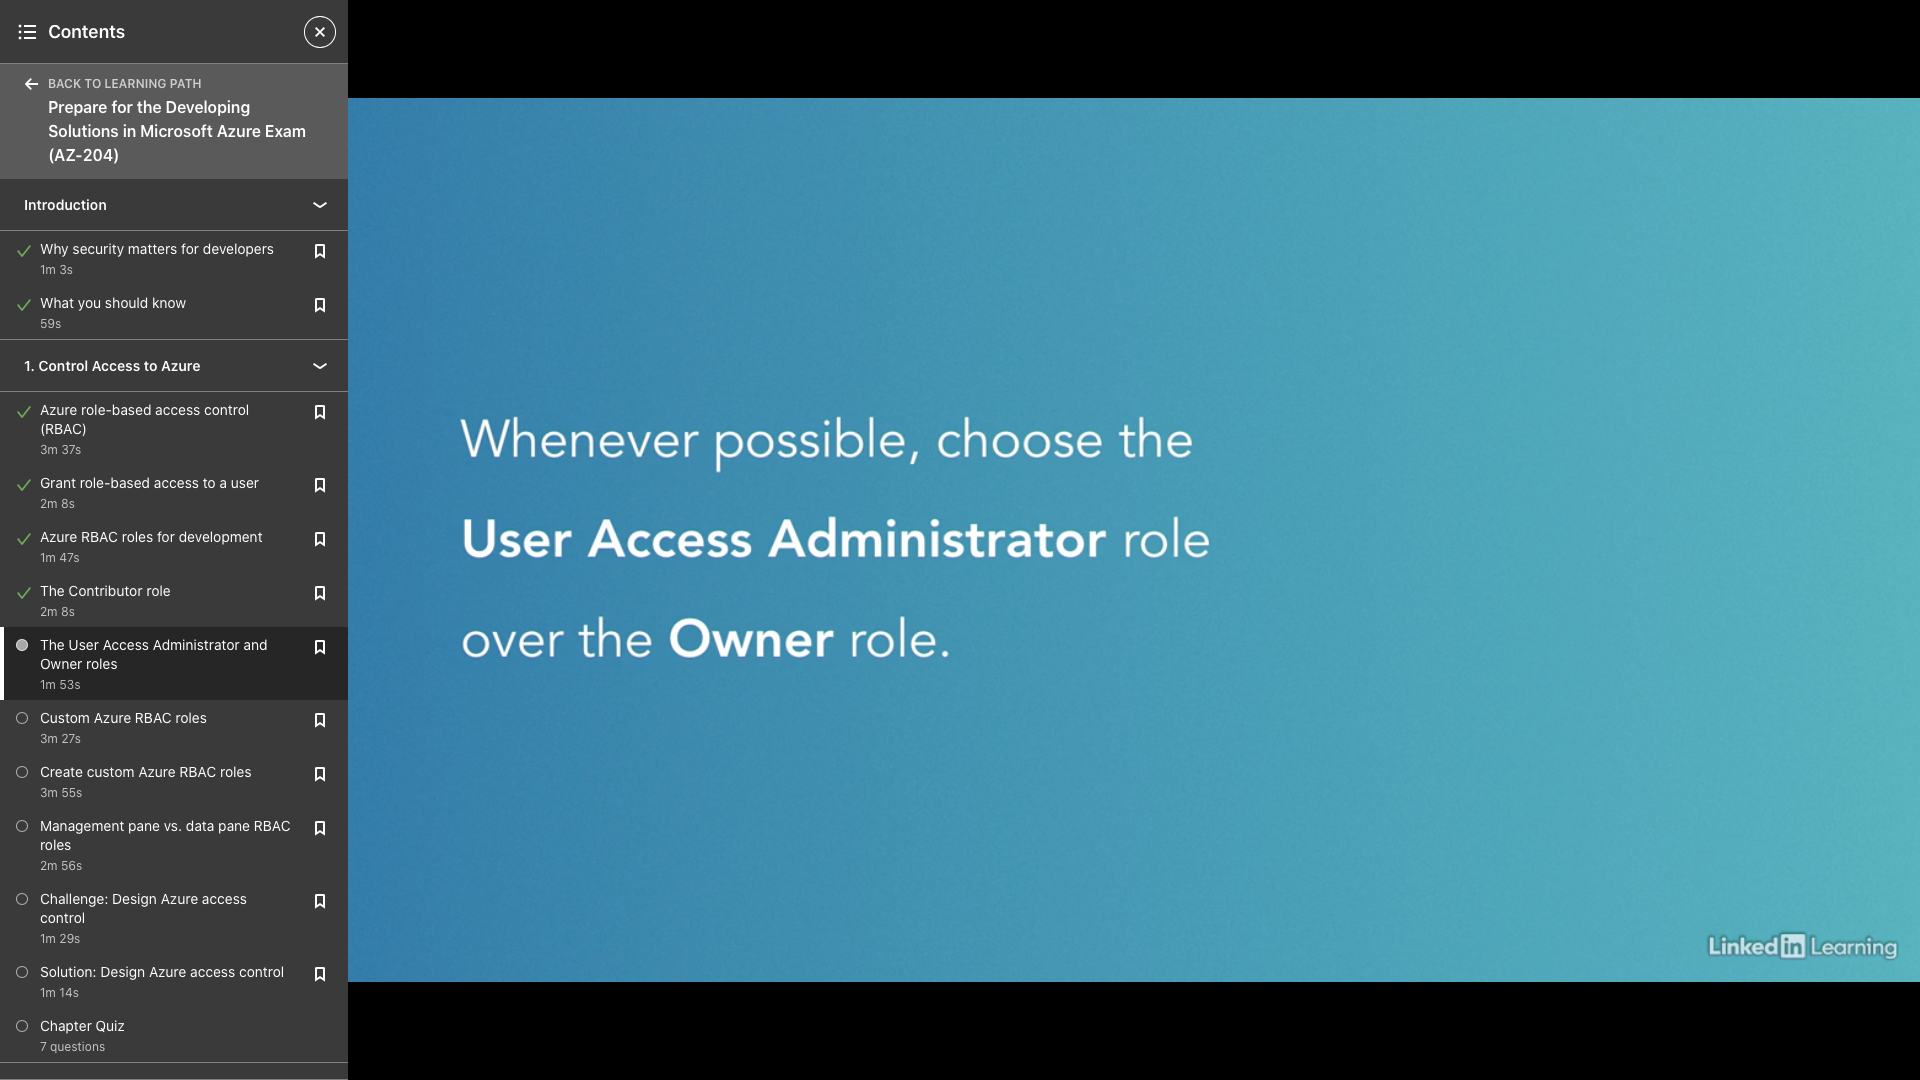 Contents
BACK TO LEARNING PATH
Prepare for the Developing
Solutions in Microsoft Azure Exam
(AZ-204)
Introduction
Why security matters for developers
1m 3s
What you should know
59s
1. Control Access to Azure
Azure role-based access control
(RBAC)
3m 37s
Grant role-based access to a user
2m 8s
Azure RBAC roles for development
1m 47s
The Contributor role
2m 8s
The User Access Administrator and
Owner roles
1m 53s
Custom Azure RBAC roles
3m 27s
Create custom Azure RBAC roles
3m 55s
Management pane vs. data pane RBAC
roles
2m 56s
Challenge: Design Azure access
control
1m 29s
Solution: Design Azure access control
1m 14s
Chapter Quiz
7 questions
Whenever possible, choose the
User Access Administrator role
over the Owner role.
Linked in Learning